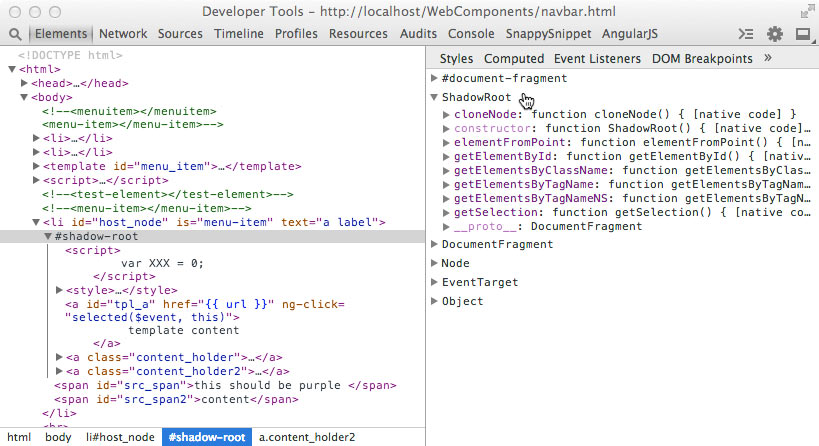 Developer Tools - http://localhost/WebComponents/navbar.html
Elements Network Sources Timeline Profiles Resources Audits Console SnappySnippet AngularJS
<!DOCTYPE html>
<html>
<head>…</head>
<body>
<!--<menuitem></menuitem>
<menu-item></menu-item>-->
<li>…</li>
<li>…</li>
<template id="menu_item">…</template>
<script>…</script>
<!--<test-element></test-element>-->
<!--<menu-item></menu-item>-->
<li id="host_node" is="menu-item" text="a label">
#shadow-root
<script>
var XXX = 0;
</script>
<style>…</style>
<a id="tpl_a" href="{{ url }}" ng-click=
"selected($event, this)">
template content
</a>
<a class="content_holder">…</a>
<a class="content_holder2">…</a>
<span id="src_span">this should be purple </span>
<span id="src_span2">content</span>
</li>
<hr>
html body li#host_node #shadow-root a.content_holder2
Styles Computed Event Listeners DOM Breakpoints »
#document-fragment
ShadowRoot
cloneNode: function cloneNode() { [native code] }
constructor: function ShadowRoot() { [native code]…
elementFromPoint: function elementFromPoint() { [n…
getElementById: function getElementById() { [nativ…
getElementsByClassName: function getElementsByClas…
getElementsByTagName: function getElementsByTagNam…
getElementsByTagNameNS: function getElementsByTagN…
getSelection: function getSelection() { [native co…
__proto__: DocumentFragment
DocumentFragment
Node
EventTarget
Object